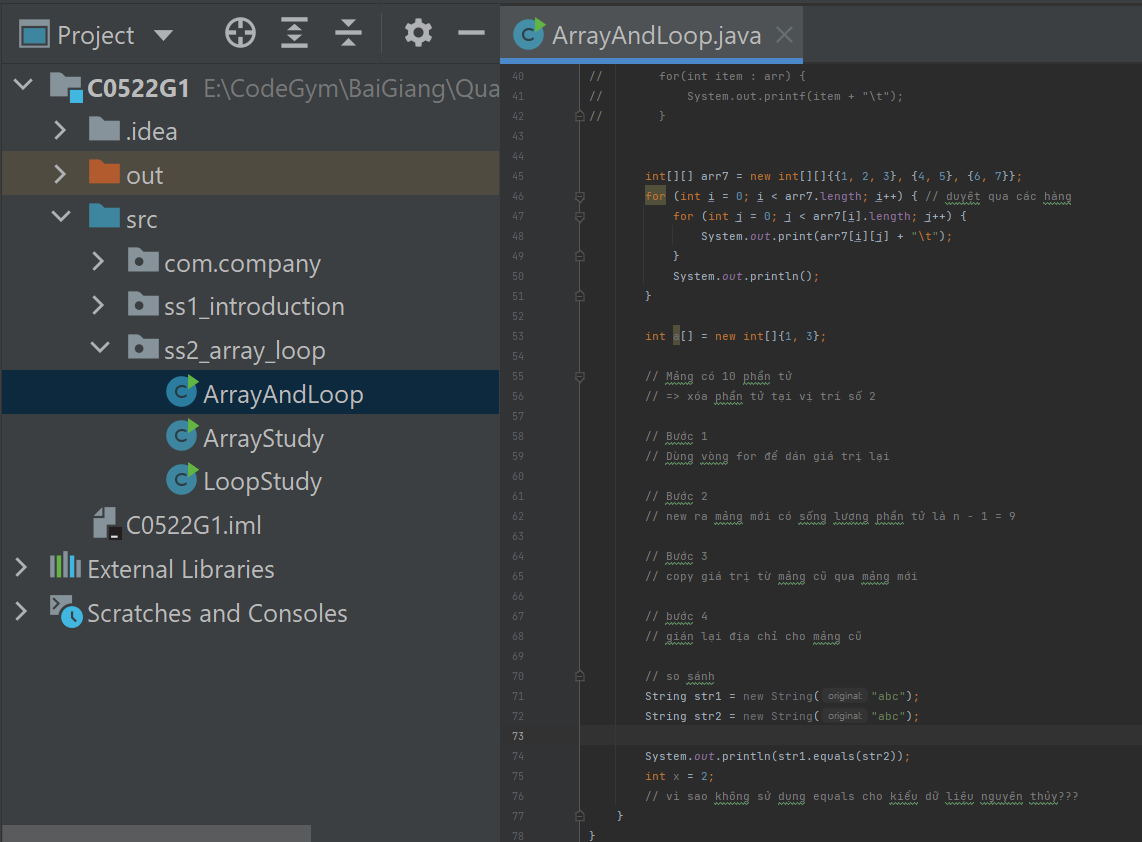 Project
C0522G1 E:\CodeGym\BaiGiang\Qua
.idea
out
src
com.company
ss1_introduction
ss2_array_loop
ArrayAndLoop
ArrayStudy
LoopStudy
C0522G1.iml
External Libraries
Scratches and Consoles
ArrayAndLoop.java
40 // for(int item : arr) {
41 // System.out.printf(item + "\t");
42 // }
43
44
45 int[][] arr7 = new int[][]{{1, 2, 3}, {4, 5}, {6, 7}};
46 for (int i = 0; i < arr7.length; i++) { // duyệt qua các hàng
47 for (int j = 0; j < arr7[i].length; j++) {
48 System.out.print(arr7[i][j] + "\t");
49 }
50 System.out.println();
51 }
52
53 int a[] = new int[]{1, 3};
54
55 // Mảng có 10 phần tử
56 // => xóa phần tử tại vị trí số 2
57
58 // Bước 1
59 // Dùng vòng for để dán giá trị lại
60
61 // Bước 2
62 // new ra mảng mới có sống lượng phần tử là n - 1 = 9
63
64 // Bước 3
65 // copy giá trị từ mảng cũ qua mảng mới
66
67 // bước 4
68 // gián lại địa chỉ cho mảng cũ
69
70 // so sánh
71 String str1 = new String( original: "abc");
72 String str2 = new String( original: "abc");
73
74 System.out.println(str1.equals(str2));
75 int x = 2;
76 // vì sao không sử dụng equals cho kiểu dữ liệu nguyên thủy???
77 }
78 }